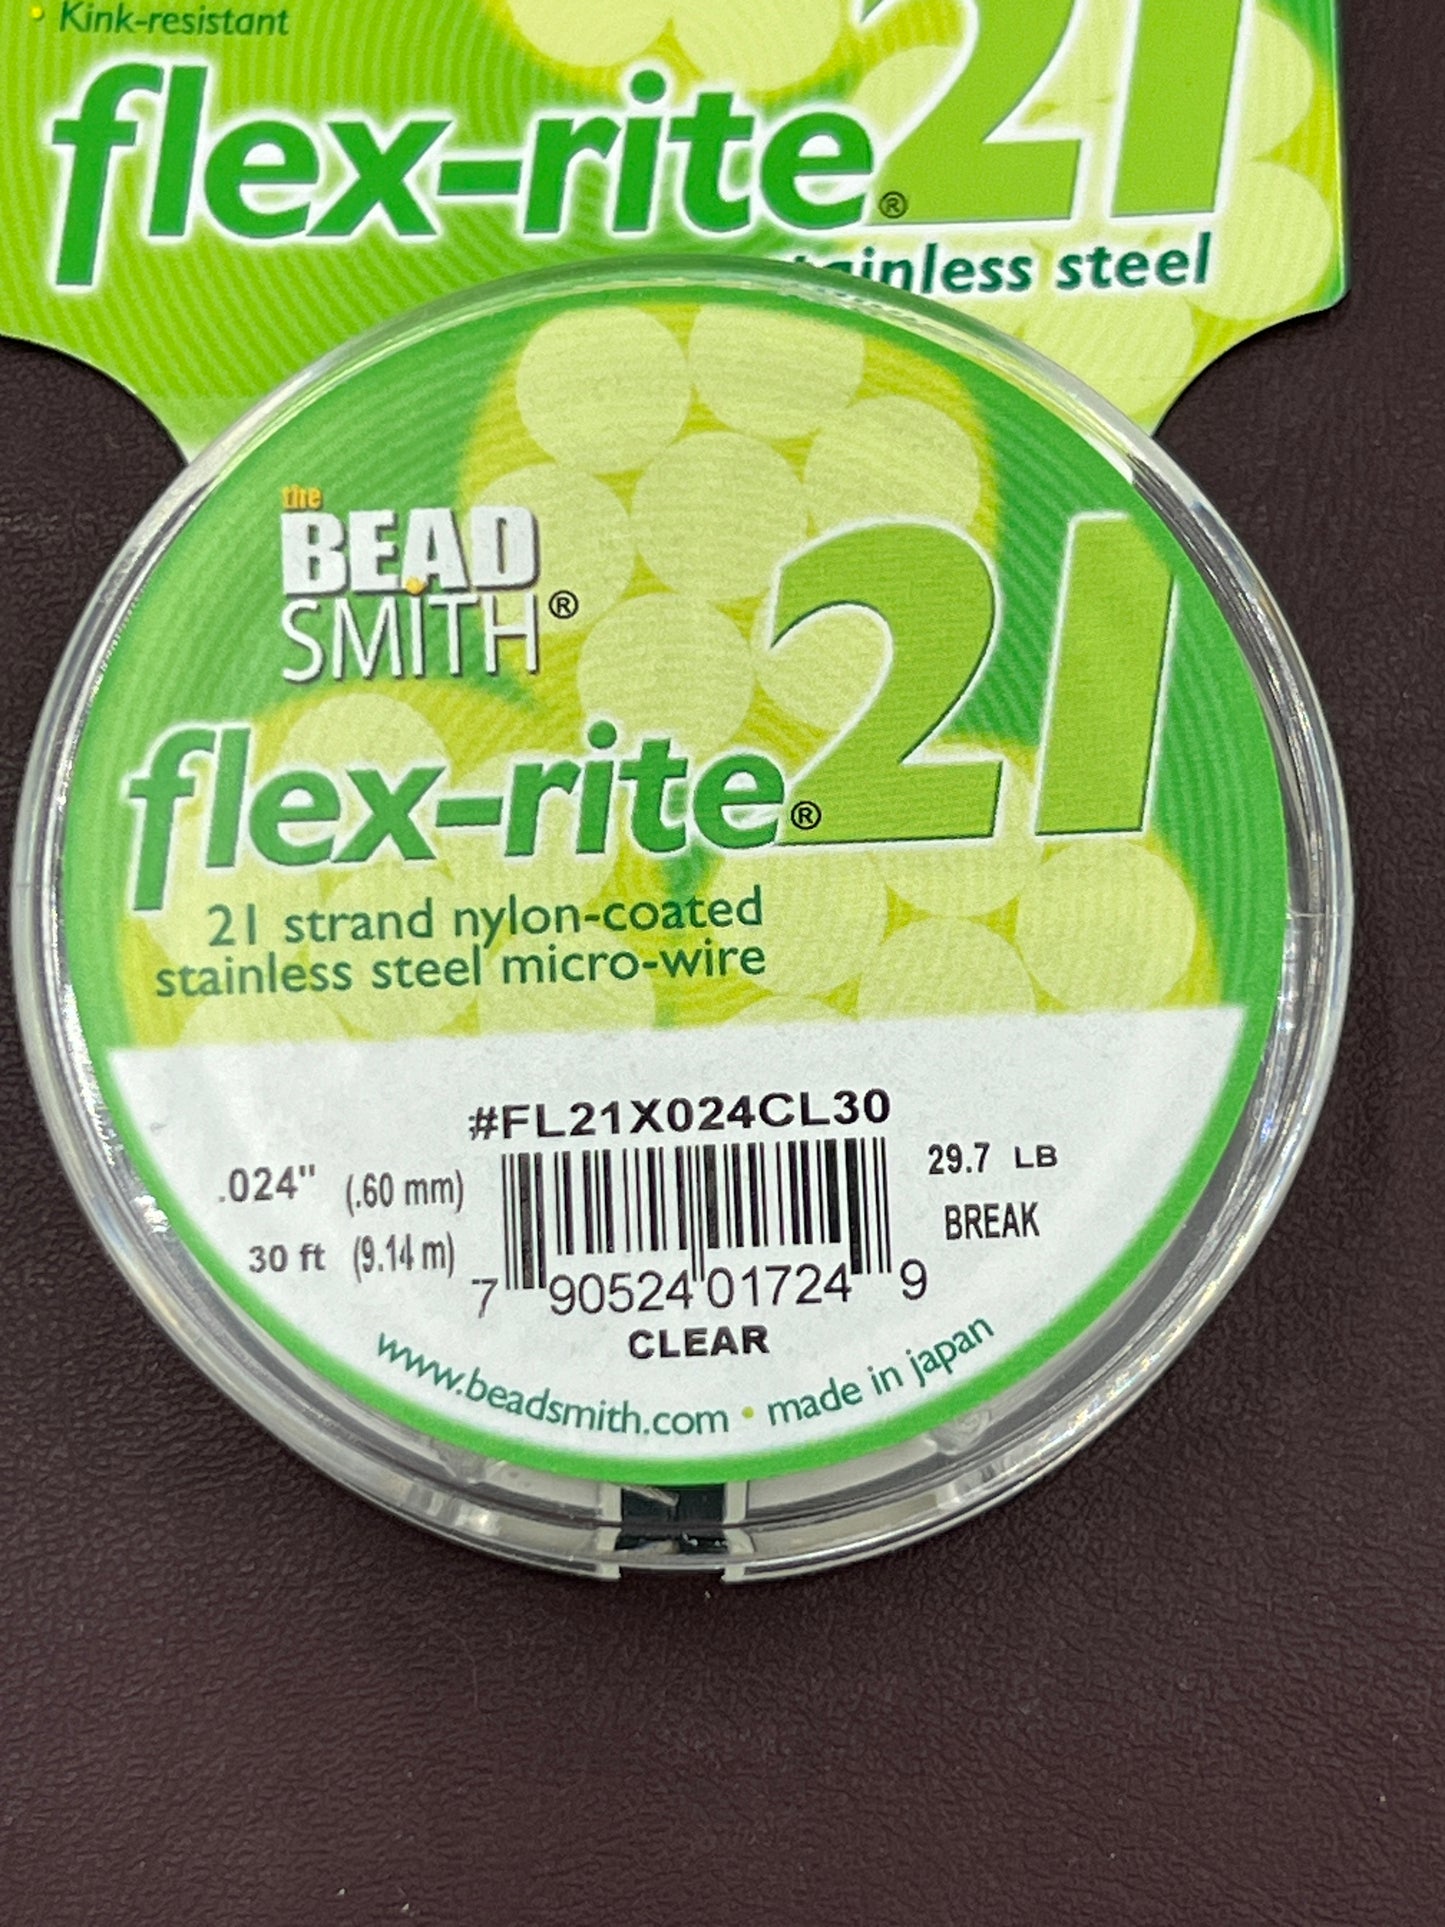 • Kink-resistant
flex-rite® 21
stainless steel
the
BEAD
SMITH®
flex-rite® 21
21 strand nylon-coated
stainless steel micro-wire
#FL21X024CL30
.024" (.60 mm)
29.7 LB
30 ft (9.14 m)
BREAK
7 90524 01724 9
CLEAR
www.beadsmith.com • made in japan